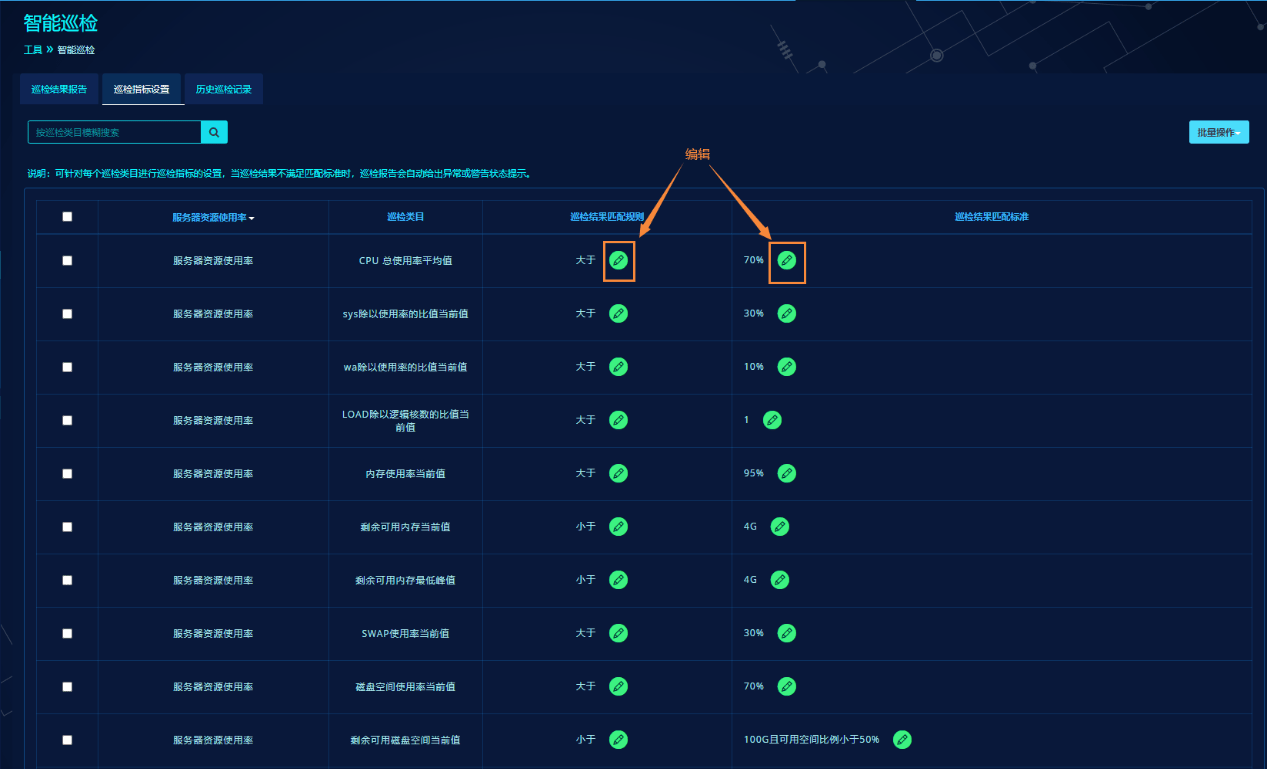 智能巡检
工具 » 智能巡检
巡检结果报告 巡检指标设置 历史巡检记录
按巡检类目模糊搜索 批量操作
编辑
说明：可针对每个巡检类目进行巡检指标的设置，当巡检结果不满足匹配标准时，巡检报告会自动给出异常或警告状态提示。
服务器资源使用率 巡检类目 巡检结果匹配规则 巡检结果匹配标准
服务器资源使用率 CPU 总使用率平均值 大于 70%
服务器资源使用率 sys除以使用率的比值当前值 大于 30%
服务器资源使用率 wa除以使用率的比值当前值 大于 10%
服务器资源使用率 LOAD除以逻辑核数的比值当 大于 1
前值
服务器资源使用率 内存使用率当前值 大于 95%
服务器资源使用率 剩余可用内存当前值 小于 4G
服务器资源使用率 剩余可用内存最低峰值 小于 4G
服务器资源使用率 SWAP使用率当前值 大于 30%
服务器资源使用率 磁盘空间使用率当前值 大于 70%
服务器资源使用率 剩余可用磁盘空间当前值 小于 100G且可用空间比例小于50%